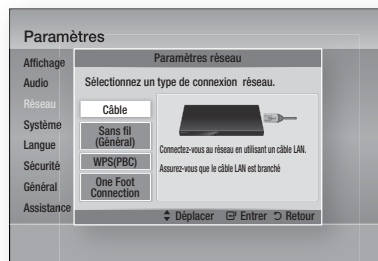 Paramètres
Affichage
Audio
Réseau
Système
Langue
Sécurité
Général
Assistance
Paramètres réseau
Sélectionnez un type de connexion réseau.
Câble
Sans fil
(Général)
WPS(PBC)
One Foot
Connection
Connectez-vous au réseau en utilisant un câble LAN.
Assurez-vous que le câble LAN est branché
Déplacer Entrer Retour